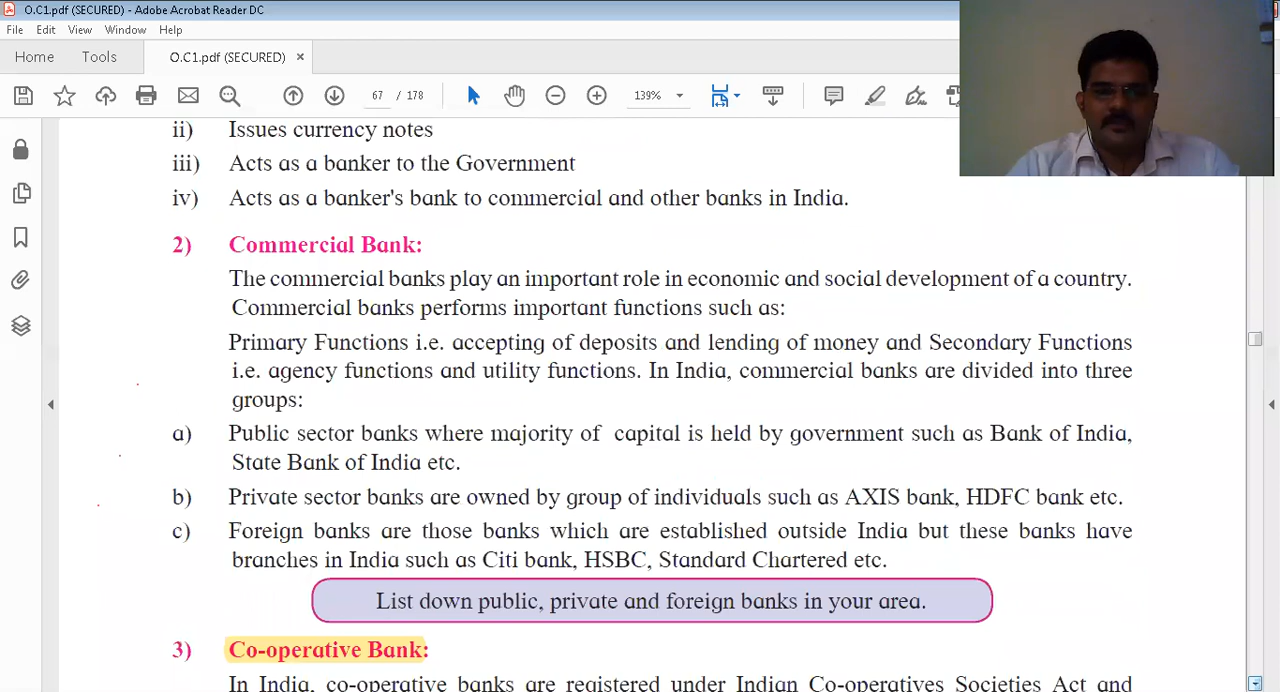 O.C1.pdf (SECURED) - Adobe Acrobat Reader DC
File Edit View Window Help
Home Tools O.C1.pdf (SECURED) ×
67 / 178 139%
ii) Issues currency notes
iii) Acts as a banker to the Government
iv) Acts as a banker's bank to commercial and other banks in India.
2) Commercial Bank:
The commercial banks play an important role in economic and social development of a country.
Commercial banks performs important functions such as:
Primary Functions i.e. accepting of deposits and lending of money and Secondary Functions
i.e. agency functions and utility functions. In India, commercial banks are divided into three
groups:
a) Public sector banks where majority of capital is held by government such as Bank of India,
State Bank of India etc.
b) Private sector banks are owned by group of individuals such as AXIS bank, HDFC bank etc.
c) Foreign banks are those banks which are established outside India but these banks have
branches in India such as Citi bank, HSBC, Standard Chartered etc.
List down public, private and foreign banks in your area.
3) Co-operative Bank:
In India, co-operative banks are registered under Indian Co-operatives Societies Act and